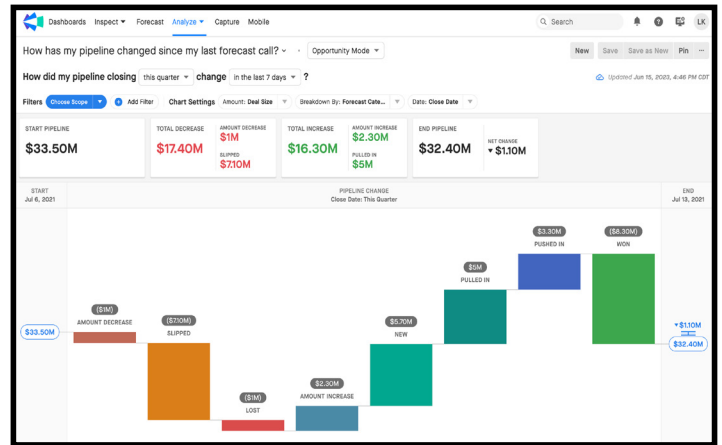 Dashboards Inspect Forecast Analyze Capture Mobile Search LK
How has my pipeline changed since my last forecast call? Opportunity Mode New Save Save as New Pin ...
How did my pipeline closing this quarter change in the last 7 days ? Updated Jun 15, 2023, 4:46 PM CDT
Filters Choose Scope Add Filter Chart Settings Amount: Deal Size Breakdown By: Forecast Cate... Date: Close Date
START PIPELINE
$33.50M
TOTAL DECREASE
$17.40M
AMOUNT DECREASE
$1M
SLIPPED
$7.10M
TOTAL INCREASE
$16.30M
AMOUNT INCREASE
$2.30M
PULLED IN
$5M
END PIPELINE
$32.40M
NET CHANGE
▼ $1.10M
START
Jul 6, 2021
PIPELINE CHANGE
Close Date: This Quarter
END
Jul 13, 2021
$33.50M
($1M)
AMOUNT DECREASE
($7.10M)
SLIPPED
($1M)
LOST
$2.30M
AMOUNT INCREASE
$5.70M
NEW
$5M
PULLED IN
$3.30M
PUSHED IN
($8.30M)
WON
▼$1.10M
$32.40M